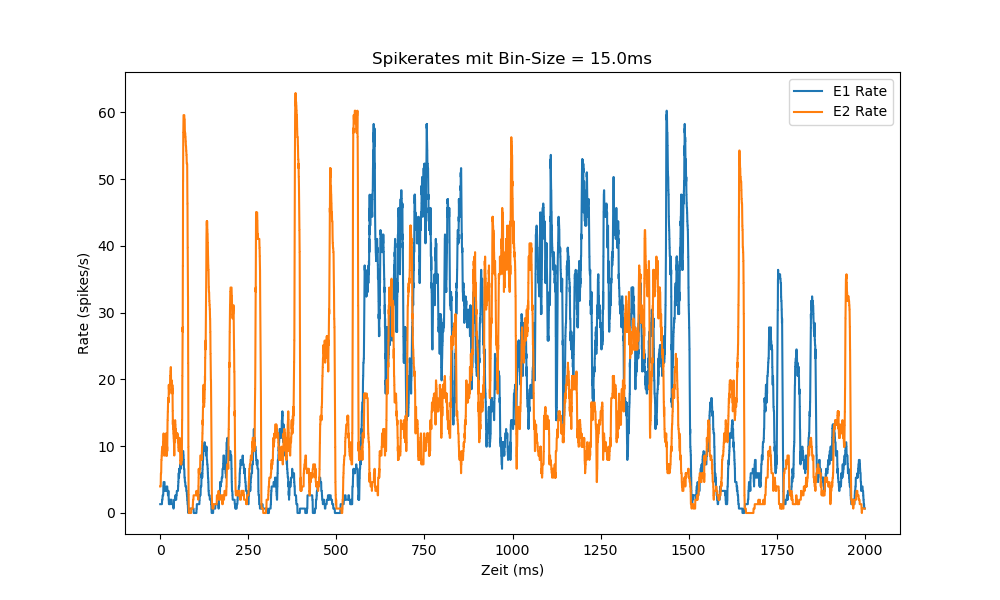 Spikerates mit Bin-Size = 15.0ms
E1 Rate
E2 Rate
Rate (spikes/s)
60
50
40
30
20
10
0
0 250 500 750 1000 1250 1500 1750 2000
Zeit (ms)